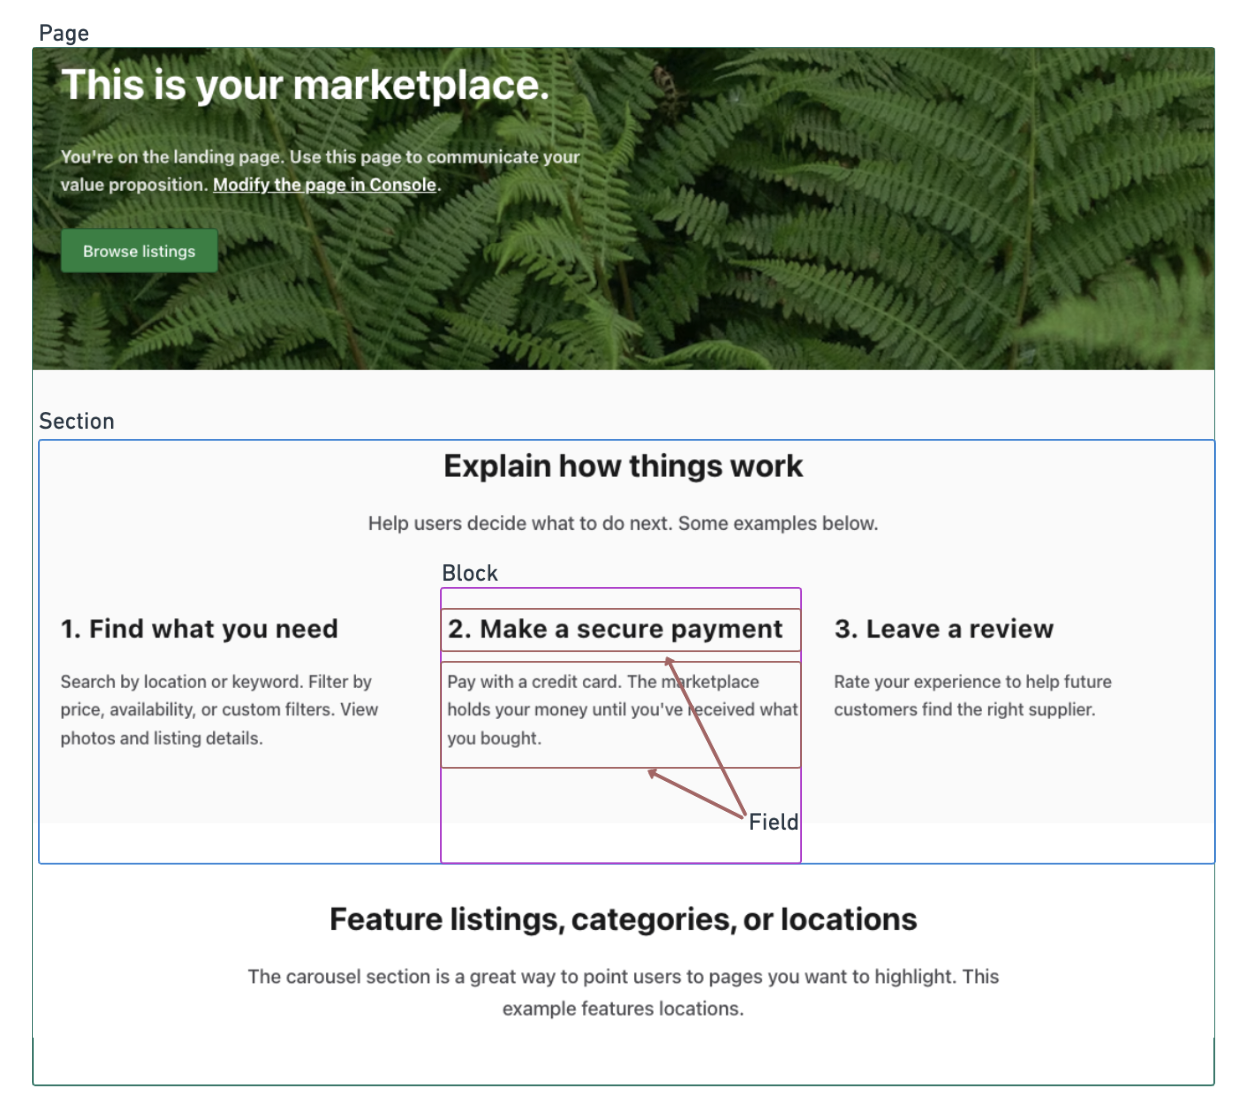 Page
This is your marketplace.
You're on the landing page. Use this page to communicate your
value proposition. Modify the page in Console.
Browse listings
Section
Explain how things work
Help users decide what to do next. Some examples below.
Block
1. Find what you need
Search by location or keyword. Filter by
price, availability, or custom filters. View
photos and listing details.
2. Make a secure payment
Pay with a credit card. The marketplace
holds your money until you've received what
you bought.
3. Leave a review
Rate your experience to help future
customers find the right supplier.
Field
Feature listings, categories, or locations
The carousel section is a great way to point users to pages you want to highlight. This
example features locations.